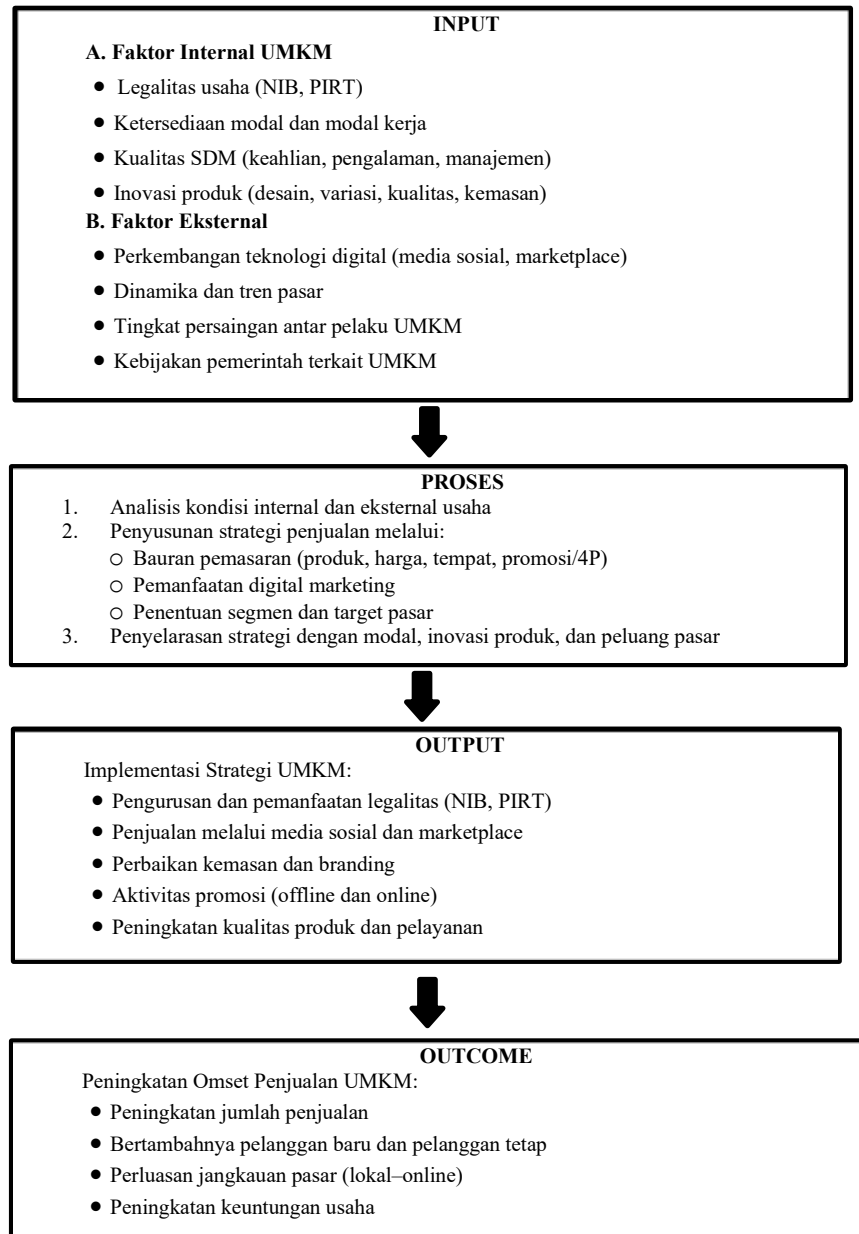 INPUT
A. Faktor Internal UMKM
● Legalitas usaha (NIB, PIRT)
● Ketersediaan modal dan modal kerja
● Kualitas SDM (keahlian, pengalaman, manajemen)
● Inovasi produk (desain, variasi, kualitas, kemasan)
B. Faktor Eksternal
● Perkembangan teknologi digital (media sosial, marketplace)
● Dinamika dan tren pasar
● Tingkat persaingan antar pelaku UMKM
● Kebijakan pemerintah terkait UMKM
PROSES
1. Analisis kondisi internal dan eksternal usaha
2. Penyusunan strategi penjualan melalui:
○ Bauran pemasaran (produk, harga, tempat, promosi/4P)
○ Pemanfaatan digital marketing
○ Penentuan segmen dan target pasar
3. Penyelarasan strategi dengan modal, inovasi produk, dan peluang pasar
OUTPUT
Implementasi Strategi UMKM:
● Pengurusan dan pemanfaatan legalitas (NIB, PIRT)
● Penjualan melalui media sosial dan marketplace
● Perbaikan kemasan dan branding
● Aktivitas promosi (offline dan online)
● Peningkatan kualitas produk dan pelayanan
OUTCOME
Peningkatan Omset Penjualan UMKM:
● Peningkatan jumlah penjualan
● Bertambahnya pelanggan baru dan pelanggan tetap
● Perluasan jangkauan pasar (lokal–online)
● Peningkatan keuntungan usaha